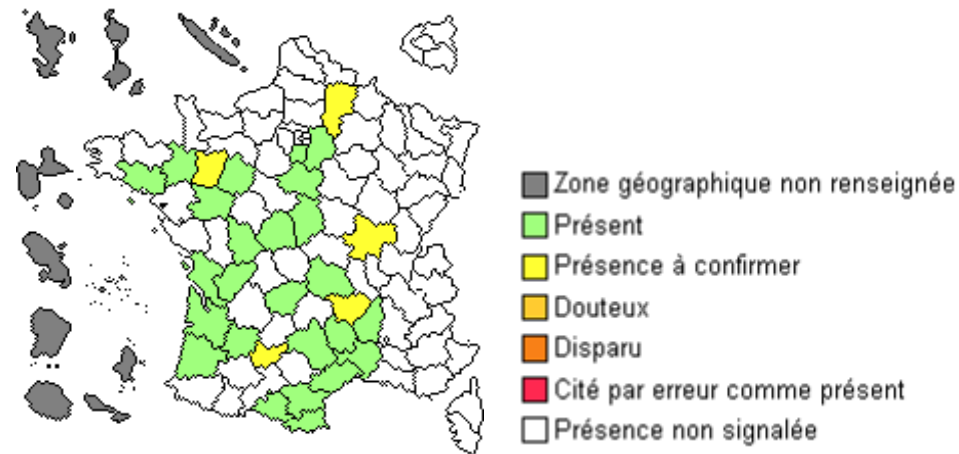 Zone géographique non renseignée
Présent
Présence à confirmer
Douteux
Disparu
Cité par erreur comme présent
Présence non signalée